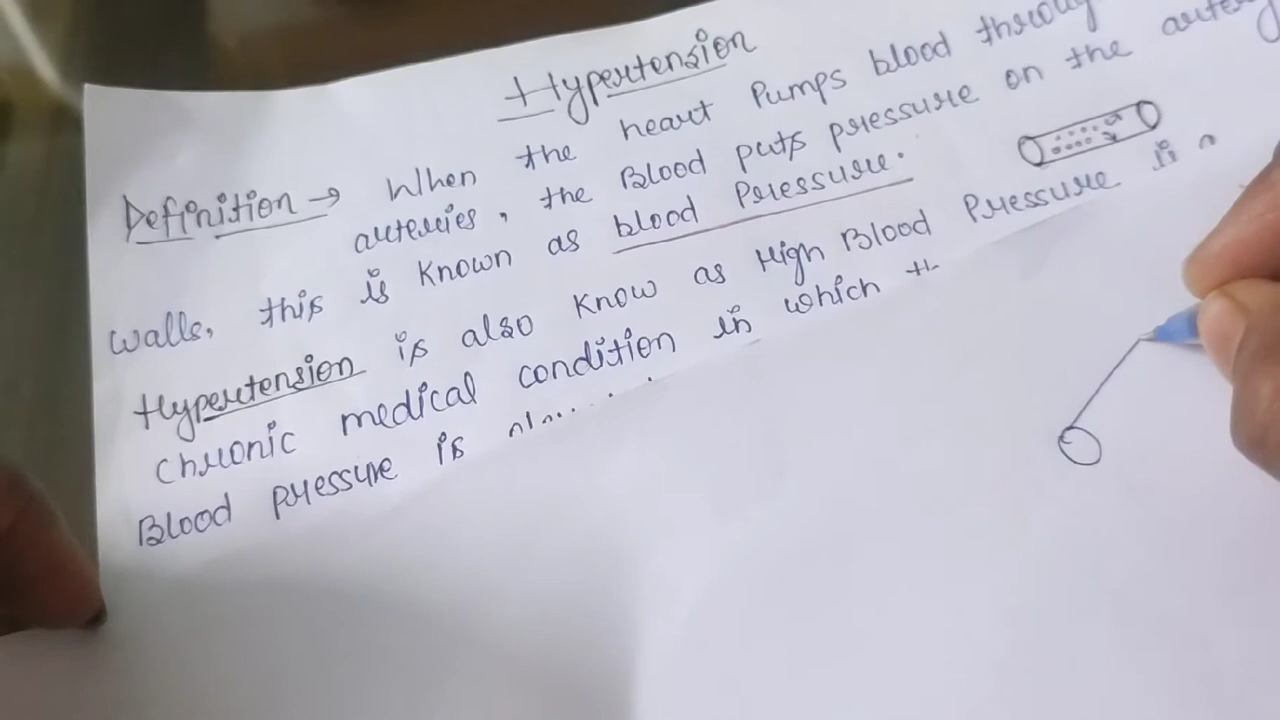 Hypertension
Definition → When the heart Pumps blood
arteries, the Blood puts pressure on the
walls, this is known as blood Pressure.
Hypertension is also know as High Blood Pressure is
chronic medical condition in which
Blood pressure is